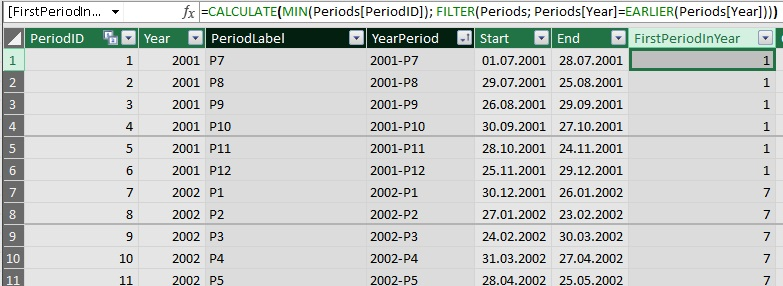 [FirstPeriodIn... fx =CALCULATE(MIN(Periods[PeriodID]); FILTER(Periods; Periods[Year]=EARLIER(Periods[Year])))
PeriodID Year PeriodLabel YearPeriod Start End FirstPeriodInYear
1 1 2001 P7 2001-P7 01.07.2001 28.07.2001 1
2 2 2001 P8 2001-P8 29.07.2001 25.08.2001 1
3 3 2001 P9 2001-P9 26.08.2001 29.09.2001 1
4 4 2001 P10 2001-P10 30.09.2001 27.10.2001 1
5 5 2001 P11 2001-P11 28.10.2001 24.11.2001 1
6 6 2001 P12 2001-P12 25.11.2001 29.12.2001 1
7 7 2002 P1 2002-P1 30.12.2001 26.01.2002 7
8 8 2002 P2 2002-P2 27.01.2002 23.02.2002 7
9 9 2002 P3 2002-P3 24.02.2002 30.03.2002 7
10 10 2002 P4 2002-P4 31.03.2002 27.04.2002 7
11 11 2002 P5 2002-P5 28.04.2002 25.05.2002 7